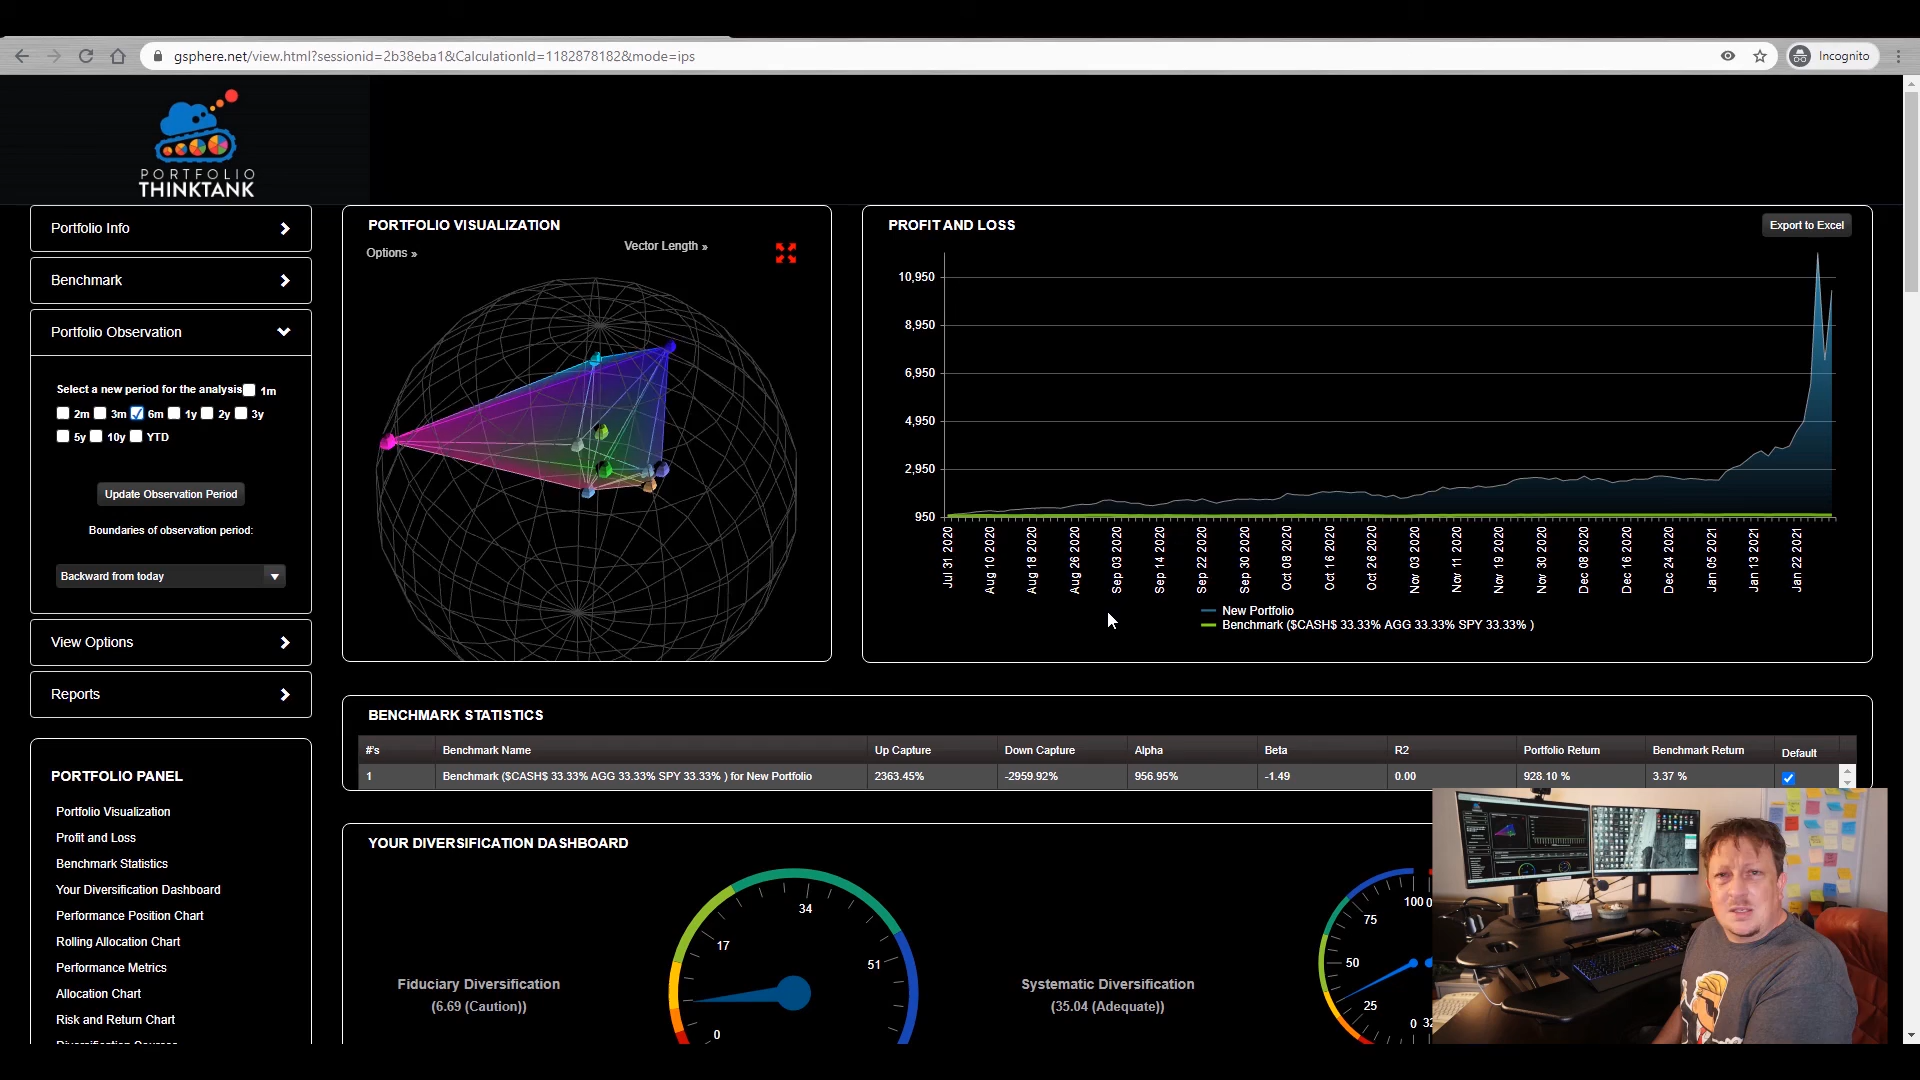 gsphere.net/view.html?sessionid=2b38eba1&CalculationId=1182878182&mode=ips
Incognito
PORTFOLIO
THINKTANK
Portfolio Info
Benchmark
Portfolio Observation
Select a new period for the analysis 1m
2m 3m 6m 1y 2y 3y
5y 10y YTD
Update Observation Period
Boundaries of observation period:
Backward from today
View Options
Reports
PORTFOLIO PANEL
Portfolio Visualization
Profit and Loss
Benchmark Statistics
Your Diversification Dashboard
Performance Position Chart
Rolling Allocation Chart
Performance Metrics
Allocation Chart
Risk and Return Chart
PORTFOLIO VISUALIZATION
Options »
Vector Length »
PROFIT AND LOSS
Export to Excel
10,950
8,950
6,950
4,950
2,950
950
Jul 31 2020
Aug 10 2020
Aug 18 2020
Aug 26 2020
Sep 03 2020
Sep 14 2020
Sep 22 2020
Sep 30 2020
Oct 08 2020
Oct 16 2020
Oct 26 2020
Nov 03 2020
Nov 11 2020
Nov 19 2020
Nov 30 2020
Dec 08 2020
Dec 16 2020
Dec 24 2020
Jan 05 2021
Jan 13 2021
Jan 22 2021
New Portfolio
Benchmark ($CASH$ 33.33% AGG 33.33% SPY 33.33% )
BENCHMARK STATISTICS
#'s Benchmark Name Up Capture Down Capture Alpha Beta R2 Portfolio Return Benchmark Return Default
1 Benchmark ($CASH$ 33.33% AGG 33.33% SPY 33.33% ) for New Portfolio 2363.45% -2959.92% 956.95% -1.49 0.00 928.10 % 3.37 %
YOUR DIVERSIFICATION DASHBOARD
Fiduciary Diversification
(6.69 (Caution))
0
17
34
51
Systematic Diversification
(35.04 (Adequate))
0
25
50
75
100